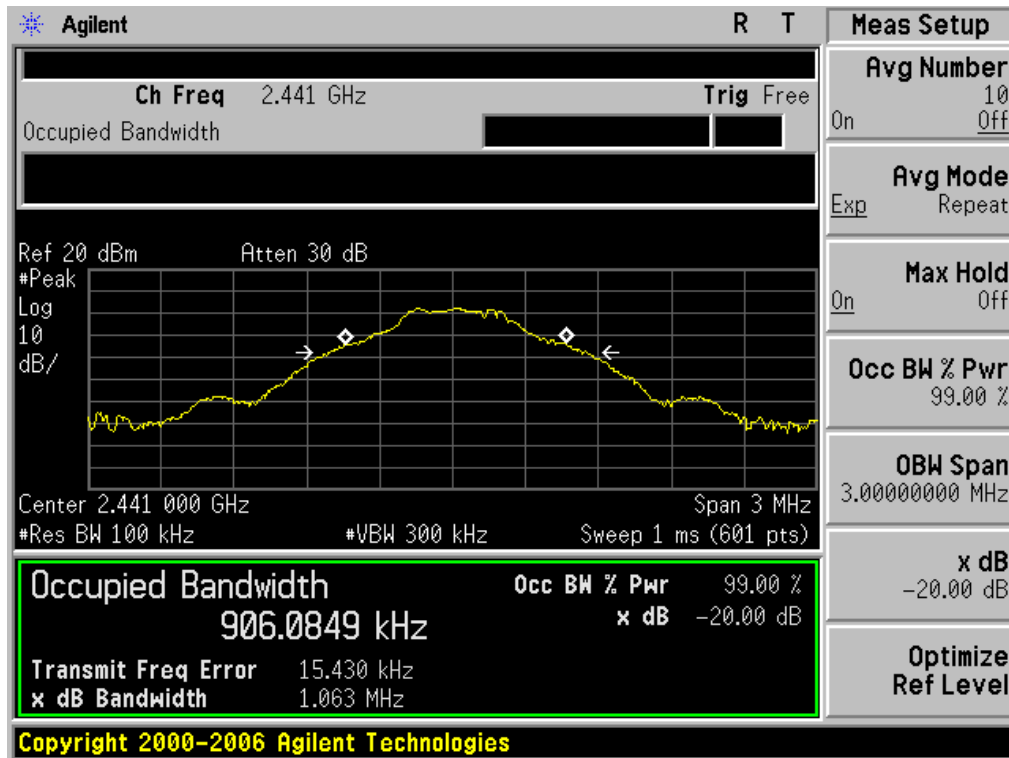 Agilent R T
Ch Freq 2.441 GHz Trig Free
Occupied Bandwidth
Ref 20 dBm Atten 30 dB
#Peak
Log
10
dB/
Center 2.441 000 GHz Span 3 MHz
#Res BW 100 kHz #VBW 300 kHz Sweep 1 ms (601 pts)
Occupied Bandwidth Occ BW % Pwr 99.00 %
906.0849 kHz x dB -20.00 dB
Transmit Freq Error 15.430 kHz
x dB Bandwidth 1.063 MHz
Copyright 2000-2006 Agilent Technologies
Meas Setup
Avg Number
10
On Off
Avg Mode
Exp Repeat
Max Hold
On Off
Occ BW % Pwr
99.00 %
OBW Span
3.00000000 MHz
x dB
-20.00 dB
Optimize
Ref Level